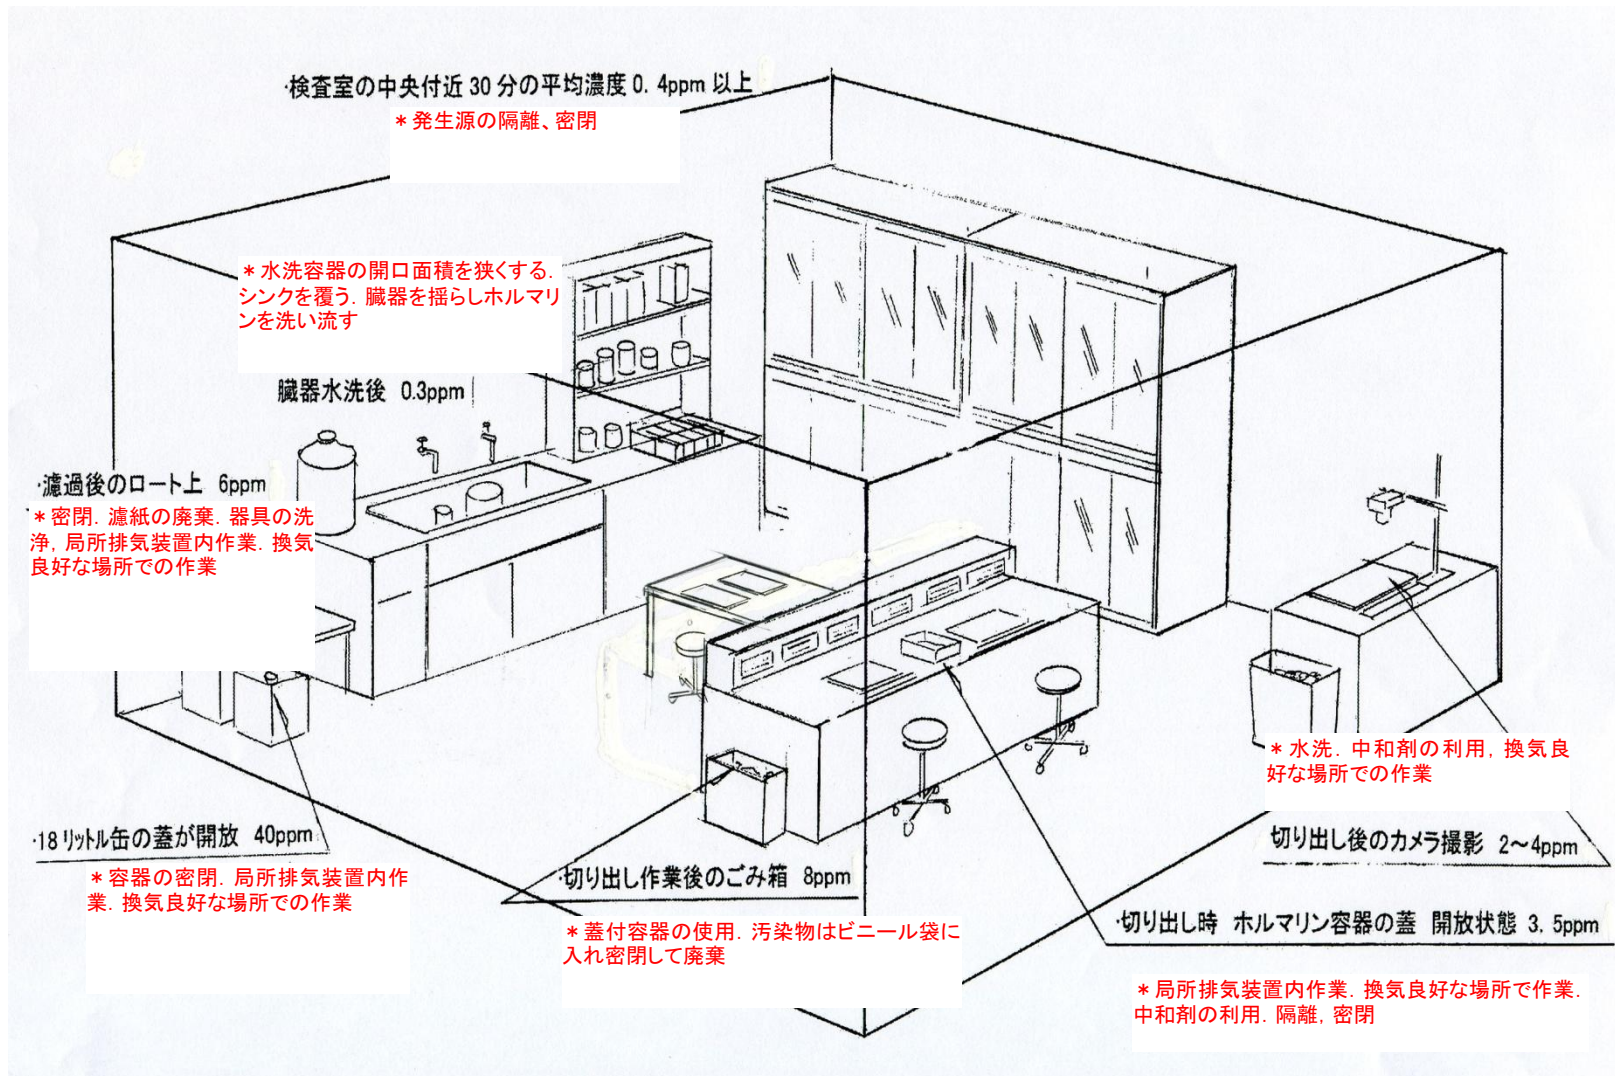 ·検査室の中央付近 30 分の平均濃度 0. 4ppm 以上
＊発生源の隔離、密閉
＊水洗容器の開口面積を狭くする.
シンクを覆う. 臓器を揺らしホルマリ
ンを洗い流す
臓器水洗後 0.3ppm
·濾過後のロート上 6ppm
＊密閉. 濾紙の廃棄. 器具の洗
浄, 局所排気装置内作業. 換気
良好な場所での作業
＊水洗. 中和剤の利用, 換気良
好な場所での作業
·18 リットル缶の蓋が開放 40ppm
切り出し後のカメラ撮影 2～4ppm
＊容器の密閉. 局所排気装置内作
業. 換気良好な場所での作業
·切り出し作業後のごみ箱 8ppm
·切り出し時 ホルマリン容器の蓋 開放状態 3. 5ppm
＊蓋付容器の使用. 汚染物はビニール袋に
入れ密閉して廃棄
＊局所排気装置内作業. 換気良好な場所で作業.
中和剤の利用. 隔離, 密閉